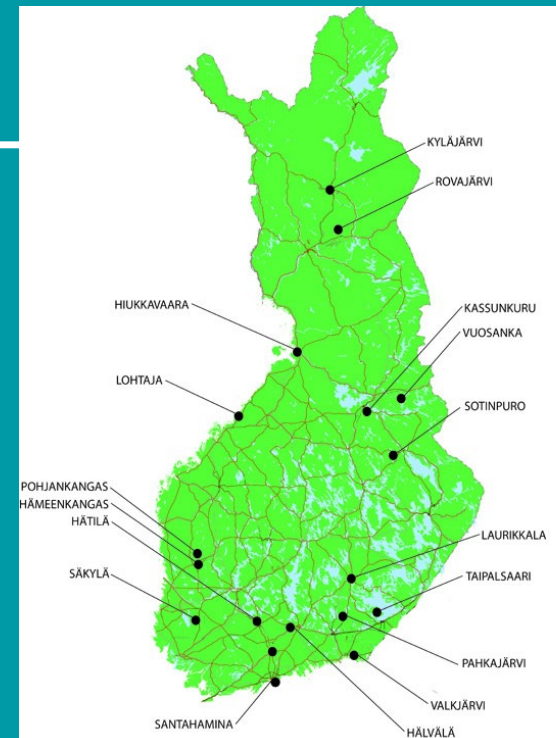 KYLÄJÄRVI
ROVAJÄRVI
HIUKKAVAARA
KASSUNKURU
VUOSANKA
LOHTAJA
SOTINPURO
POHJANKANGAS
HÄMEENKANGAS
HÄTILÄ
LAURIKKALA
SÄKYLÄ
TAIPALSAARI
PAHKAJÄRVI
VALKJÄRVI
SANTAHAMINA
HÄLVÄLÄ